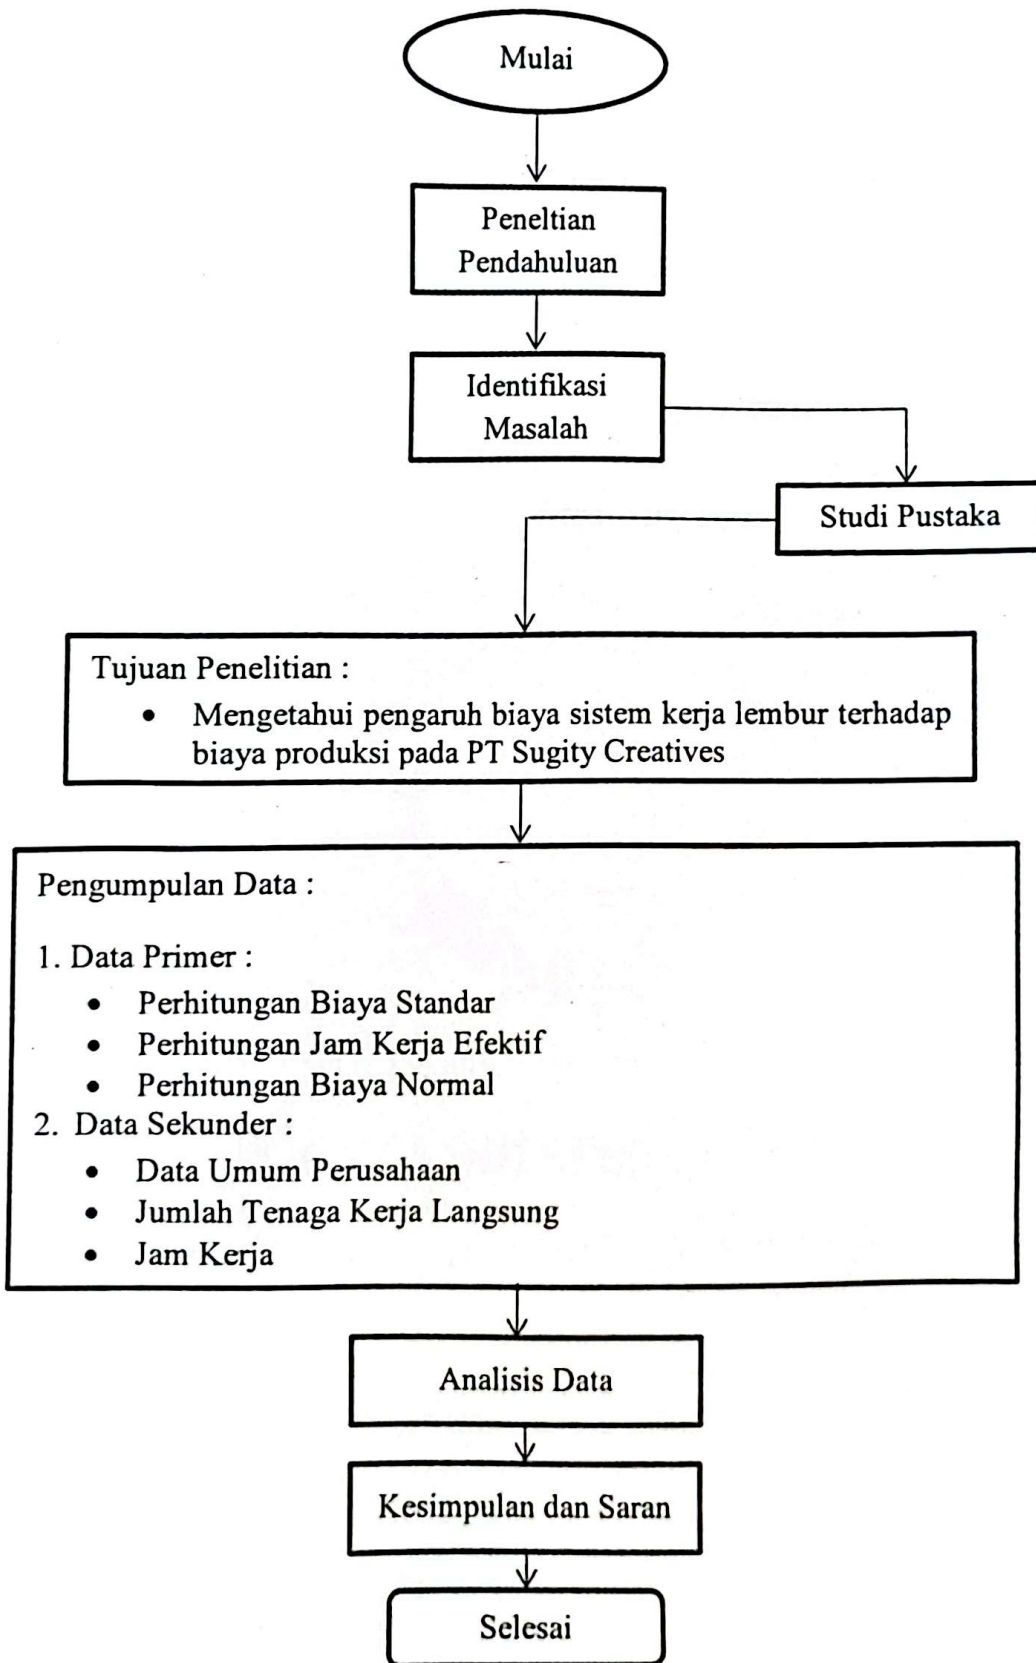 Mulai
Peneltian
Pendahuluan
Identifikasi
Masalah
Studi Pustaka
Tujuan Penelitian :
• Mengetahui pengaruh biaya sistem kerja lembur terhadap
biaya produksi pada PT Sugity Creatives
Pengumpulan Data :
1. Data Primer :
• Perhitungan Biaya Standar
• Perhitungan Jam Kerja Efektif
• Perhitungan Biaya Normal
2. Data Sekunder :
• Data Umum Perusahaan
• Jumlah Tenaga Kerja Langsung
• Jam Kerja
Analisis Data
Kesimpulan dan Saran
Selesai